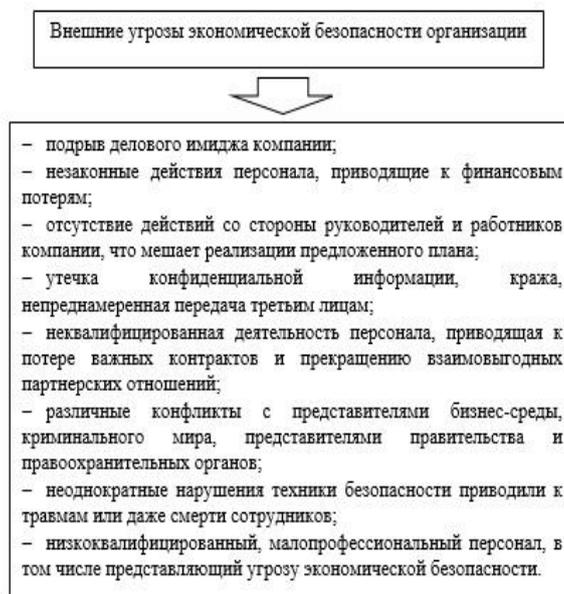 Внешние угрозы экономической безопасности организации
– подрыв делового имиджа компании;
– незаконные действия персонала, приводящие к финансовым
потерям;
– отсутствие действий со стороны руководителей и работников
компании, что мешает реализации предложенного плана;
– утечка конфиденциальной информации, кража,
непреднамеренная передача третьим лицам;
– неквалифицированная деятельность персонала, приводящая к
потере важных контрактов и прекращению взаимовыгодных
партнерских отношений;
– различные конфликты с представителями бизнес-среды,
криминального мира, представителями правительства и
правоохранительных органов;
– неоднократные нарушения техники безопасности приводили к
травмам или даже смерти сотрудников;
– низкоквалифицированный, малопрофессиональный персонал, в
том числе представляющий угрозу экономической безопасности.